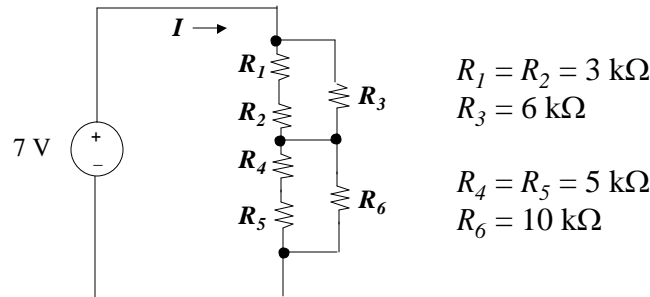 I
R₁
R₂
R₃
7 V
+
−
R₄
R₅
R₆
R₁ = R₂ = 3 kΩ
R₃ = 6 kΩ
R₄ = R₅ = 5 kΩ
R₆ = 10 kΩ